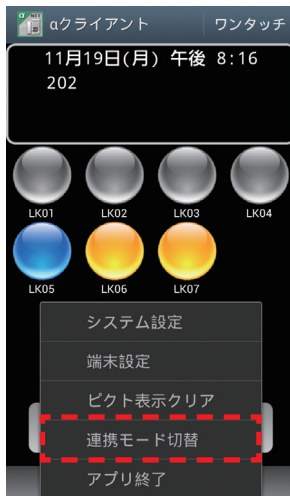 αクライアント ワンタッチ
11月19日(月) 午後 8:16
202
LK01 LK02 LK03 LK04
LK05 LK06 LK07
システム設定
端末設定
ピクト表示クリア
連携モード切替
アプリ終了